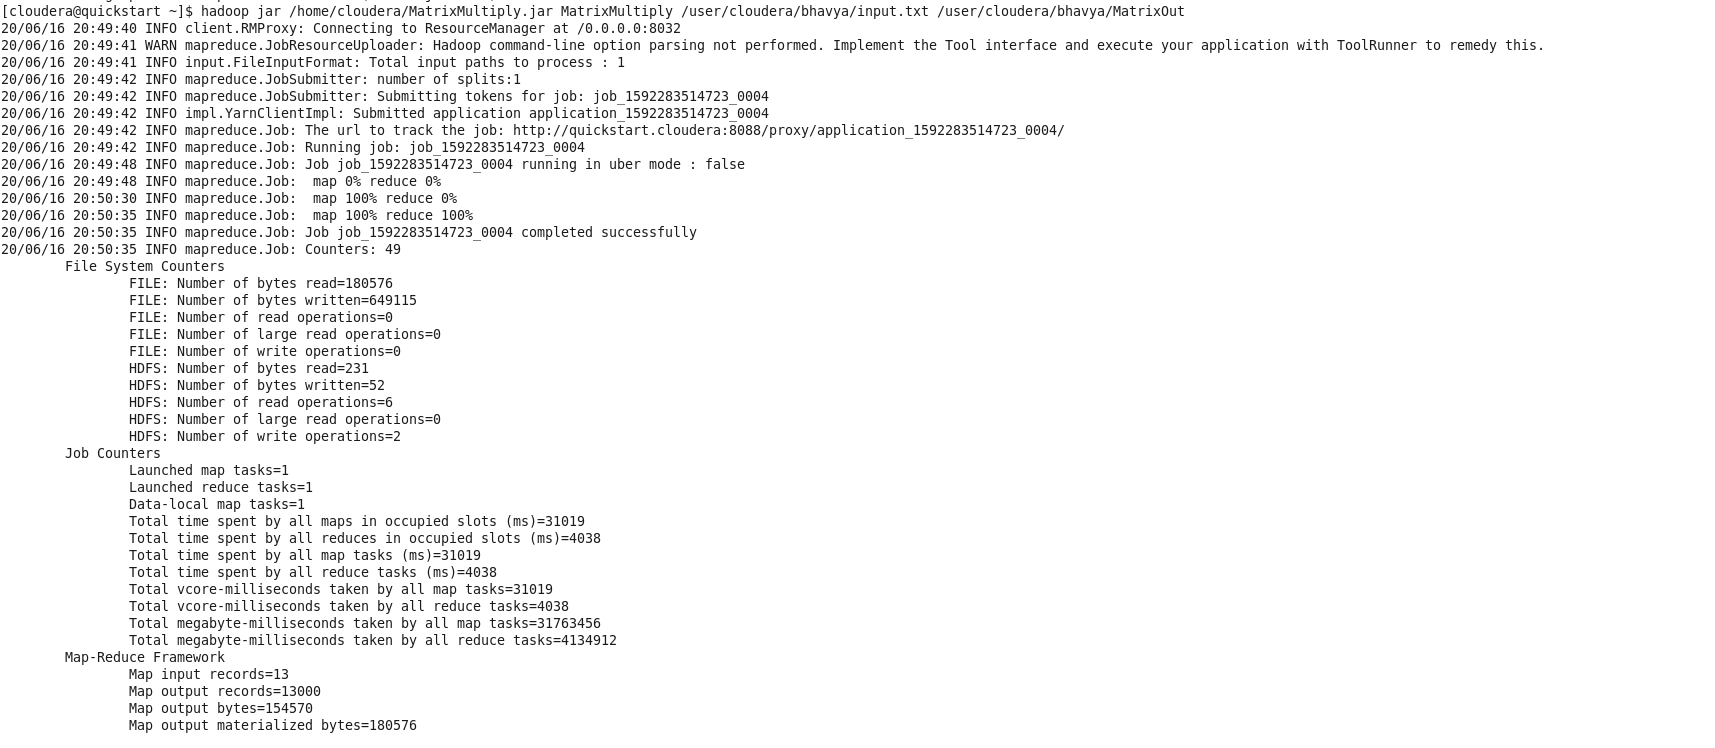 [cloudera@quickstart ~]$ hadoop jar /home/cloudera/MatrixMultiply.jar MatrixMultiply /user/cloudera/bhavya/input.txt /user/cloudera/bhavya/MatrixOut
20/06/16 20:49:40 INFO client.RMProxy: Connecting to ResourceManager at /0.0.0.0:8032
20/06/16 20:49:41 WARN mapreduce.JobResourceUploader: Hadoop command-line option parsing not performed. Implement the Tool interface and execute your application with ToolRunner to remedy this.
20/06/16 20:49:41 INFO input.FileInputFormat: Total input paths to process : 1
20/06/16 20:49:42 INFO mapreduce.JobSubmitter: number of splits:1
20/06/16 20:49:42 INFO mapreduce.JobSubmitter: Submitting tokens for job: job_1592283514723_0004
20/06/16 20:49:42 INFO impl.YarnClientImpl: Submitted application application_1592283514723_0004
20/06/16 20:49:42 INFO mapreduce.Job: The url to track the job: http://quickstart.cloudera:8088/proxy/application_1592283514723_0004/
20/06/16 20:49:42 INFO mapreduce.Job: Running job: job_1592283514723_0004
20/06/16 20:49:48 INFO mapreduce.Job: Job job_1592283514723_0004 running in uber mode : false
20/06/16 20:49:48 INFO mapreduce.Job:  map 0% reduce 0%
20/06/16 20:50:30 INFO mapreduce.Job:  map 100% reduce 0%
20/06/16 20:50:35 INFO mapreduce.Job:  map 100% reduce 100%
20/06/16 20:50:35 INFO mapreduce.Job: Job job_1592283514723_0004 completed successfully
20/06/16 20:50:35 INFO mapreduce.Job: Counters: 49
File System Counters
FILE: Number of bytes read=180576
FILE: Number of bytes written=649115
FILE: Number of read operations=0
FILE: Number of large read operations=0
FILE: Number of write operations=0
HDFS: Number of bytes read=231
HDFS: Number of bytes written=52
HDFS: Number of read operations=6
HDFS: Number of large read operations=0
HDFS: Number of write operations=2
Job Counters
Launched map tasks=1
Launched reduce tasks=1
Data-local map tasks=1
Total time spent by all maps in occupied slots (ms)=31019
Total time spent by all reduces in occupied slots (ms)=4038
Total time spent by all map tasks (ms)=31019
Total time spent by all reduce tasks (ms)=4038
Total vcore-milliseconds taken by all map tasks=31019
Total vcore-milliseconds taken by all reduce tasks=4038
Total megabyte-milliseconds taken by all map tasks=31763456
Total megabyte-milliseconds taken by all reduce tasks=4134912
Map-Reduce Framework
Map input records=13
Map output records=13000
Map output bytes=154570
Map output materialized bytes=180576